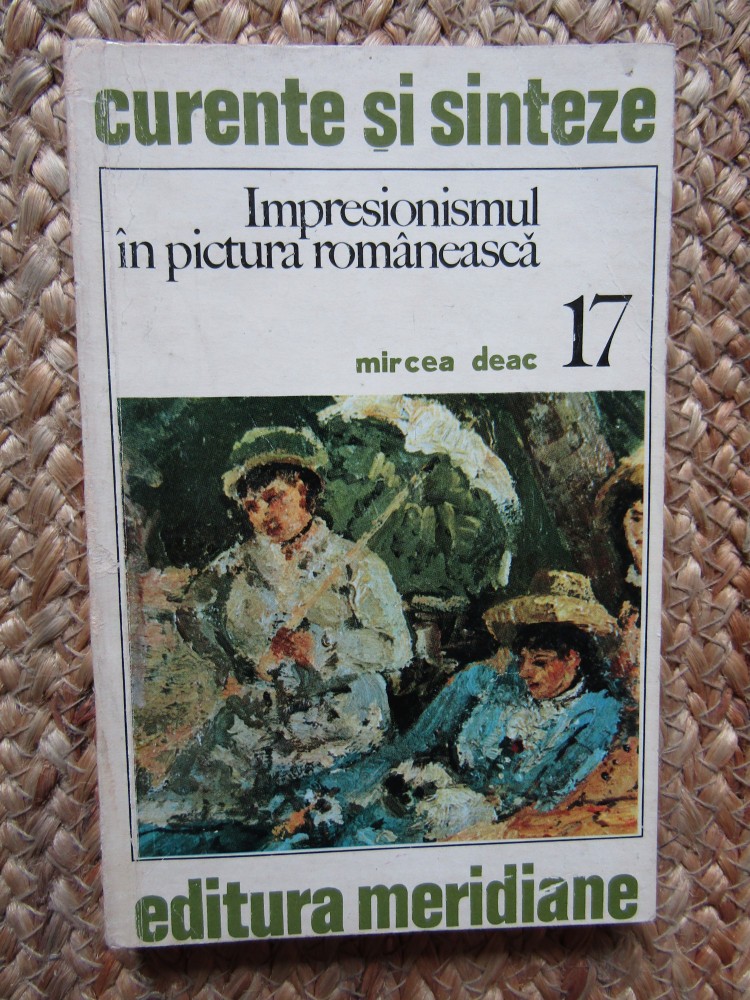 curente și sinteze
Impresionismul
în pictura românească
mircea deac 17
editura meridiane